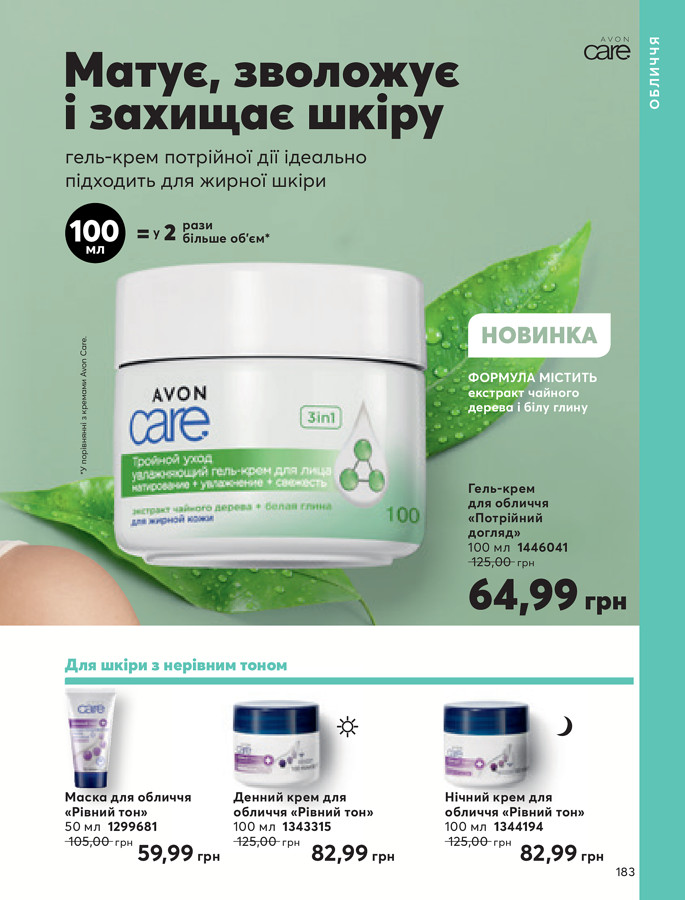 AVON
care
ОБЛИЧЧЯ
Матує, зволожує
і захищає шкіру
гель-крем потрійної дії ідеально
підходить для жирної шкіри
100
МЛ
= у 2 рази
більше об'єм*
*У порівнянні з кремами Avon Care.
AVON
care
3in1
Тройной уход
увлажняющий гель-крем для лица
матирование + увлажнение + свежесть
экстракт чайного дерева + белая глина
для жирной кожи
100
НОВИНКА
ФОРМУЛА МІСТИТЬ
екстракт чайного
дерева і білу глину
Гель-крем
для обличчя
«Потрійний
догляд»
100 мл 1446041
125,00 грн
64,99 грн
Для шкіри з нерівним тоном
care
care
care
Маска для обличчя
«Рівний тон»
50 мл 1299681
105,00 грн
59,99 грн
Денний крем для
обличчя «Рівний тон»
100 мл 1343315
125,00 грн
82,99 грн
Нічний крем для
обличчя «Рівний тон»
100 мл 1344194
125,00 грн
82,99 грн
183